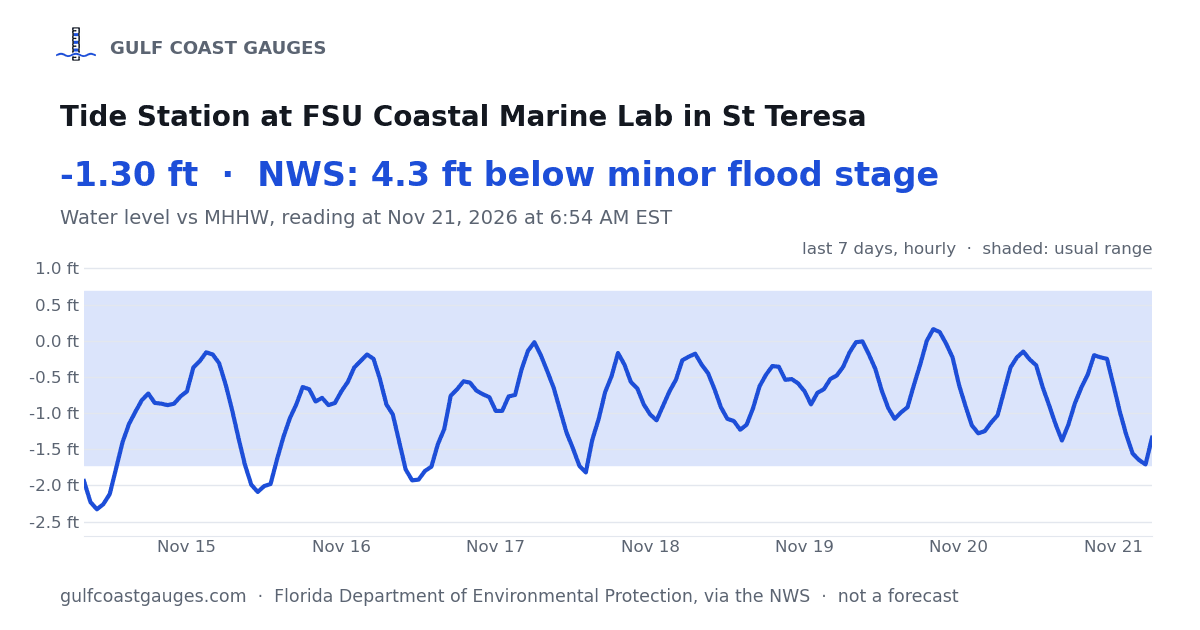 GULF COAST GAUGES
Tide Station at FSU Coastal Marine Lab in St Teresa
-1.30 ft · NWS: 4.3 ft below minor flood stage
Water level vs MHHW, reading at Nov 21, 2026 at 6:54 AM EST
last 7 days, hourly · shaded: usual range
1.0 ft
0.5 ft
0.0 ft
-0.5 ft
-1.0 ft
-1.5 ft
-2.0 ft
-2.5 ft
Nov 15 Nov 16 Nov 17 Nov 18 Nov 19 Nov 20 Nov 21
gulfcoastgauges.com · Florida Department of Environmental Protection, via the NWS · not a forecast